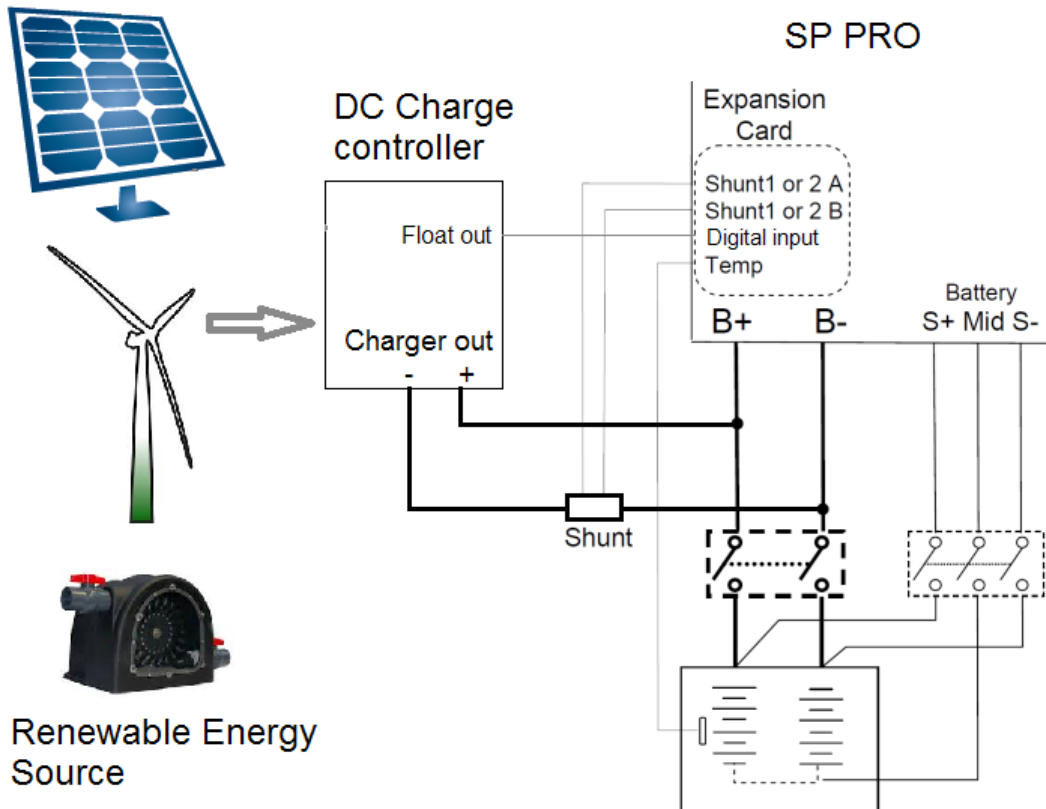 SP PRO
DC Charge
controller
Expansion
Card
Shunt1 or 2 A
Shunt1 or 2 B
Digital input
Temp
Float out
Charger out
- +
B+ B-
Battery
S+ Mid S-
Shunt
Renewable Energy
Source